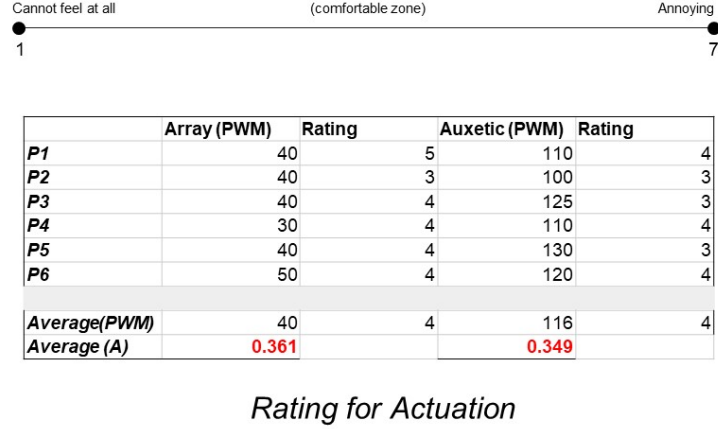 Cannot feel at all (comfortable zone) Annoying
1 7
Array (PWM) Rating Auxetic (PWM) Rating
P1 40 5 110 4
P2 40 3 100 3
P3 40 4 125 3
P4 30 4 110 4
P5 40 4 130 3
P6 50 4 120 4
Average(PWM) 40 4 116 4
Average (A) 0.361 0.349
Rating for Actuation